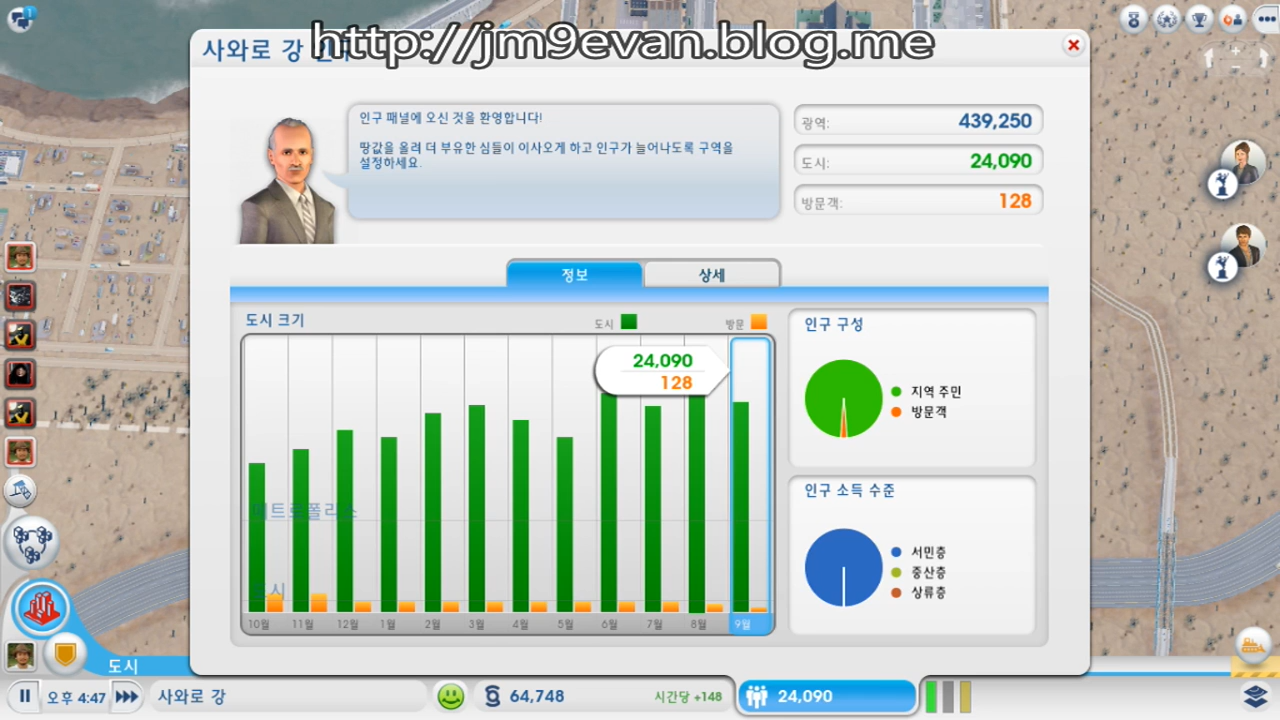 1
http://jm9evan.blog.me
사와로 강 인구
인구 패널에 오신 것을 환영합니다!
땅값을 올려 더 부유한 심들이 이사오게 하고 인구가 늘어나도록 구역을
설정하세요.
광역: 439,250
도시: 24,090
방문객: 128
정보 상세
도시 크기
도시 방문
24,090
128
메트로폴리스
도시
10월 11월 12월 1월 2월 3월 4월 5월 6월 7월 8월 9월
인구 구성
지역 주민
방문객
인구 소득 수준
서민층
중산층
상류층
도시
오후 4:47 사와로 강 64,748 시간당 +148 24,090